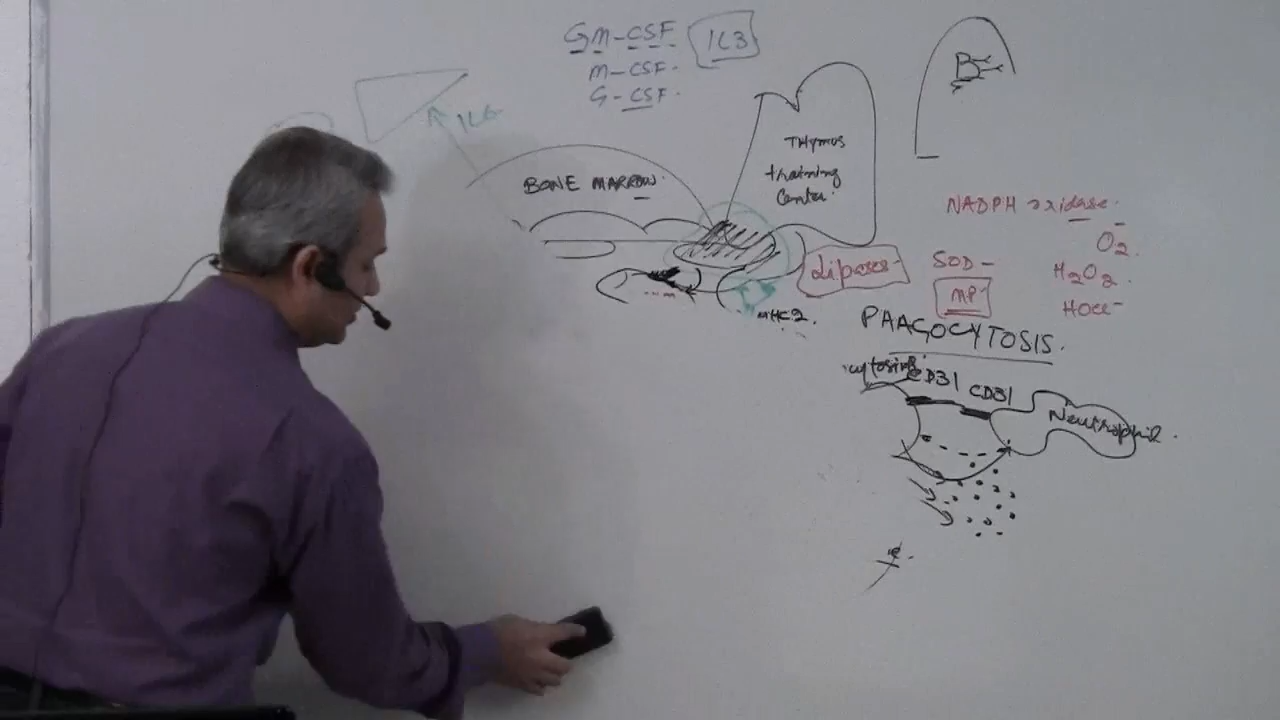 GM-CSF. IL3
M-CSF.
G-CSF.
IL6
B
THYMUS
training
Center.
BONE MARROW.
NADPH oxidase.
O2.
SOD-
H2O2.
Lipases-
MP-
HOCl-
MHC2.
PHAGOCYTOSIS.
CD31 CD31
Neutrophil.